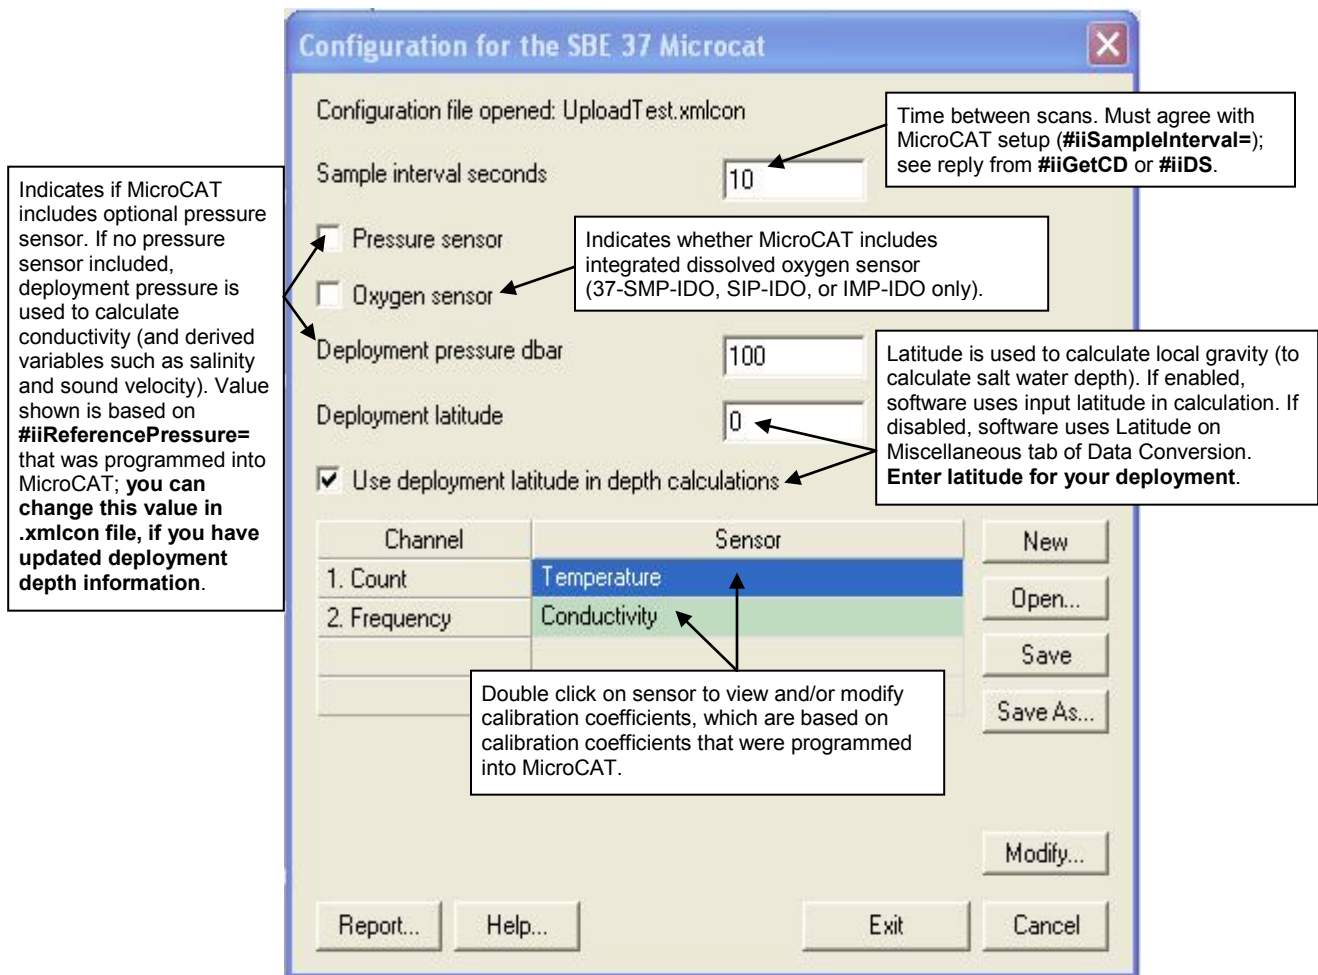 Configuration for the SBE 37 Microcat
Configuration file opened: UploadTest.xmlcon
Time between scans. Must agree with
MicroCAT setup (#iiSampleInterval=);
see reply from #iiGetCD or #iiDS.
Sample interval seconds
10
Indicates if MicroCAT
includes optional pressure
sensor. If no pressure
sensor included,
deployment pressure is
used to calculate
conductivity (and derived
variables such as salinity
and sound velocity). Value
shown is based on
#iiReferencePressure=
that was programmed into
MicroCAT; you can
change this value in
.xmlcon file, if you have
updated deployment
depth information.
Pressure sensor
Indicates whether MicroCAT includes
integrated dissolved oxygen sensor
(37-SMP-IDO, SIP-IDO, or IMP-IDO only).
Oxygen sensor
Deployment pressure dbar
100
Latitude is used to calculate local gravity (to
calculate salt water depth). If enabled,
software uses input latitude in calculation. If
disabled, software uses Latitude on
Miscellaneous tab of Data Conversion.
Enter latitude for your deployment.
Deployment latitude
0
Use deployment latitude in depth calculations
Channel
Sensor
1. Count
Temperature
2. Frequency
Conductivity
New
Open...
Save
Save As...
Double click on sensor to view and/or modify
calibration coefficients, which are based on
calibration coefficients that were programmed
into MicroCAT.
Modify...
Report...
Help...
Exit
Cancel